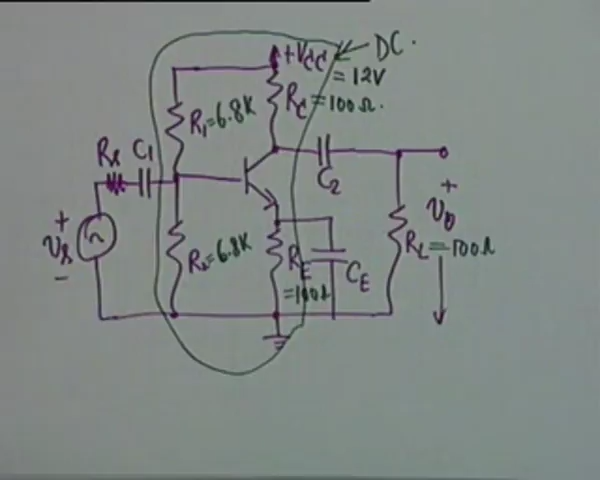 +VCC
= 12V
DC.
R1=6.8K
RC=100Ω.
Rs C1
C2
+
vs
-
+
vo
R2=6.8K
RE
=100Ω
CE
RL=100Ω